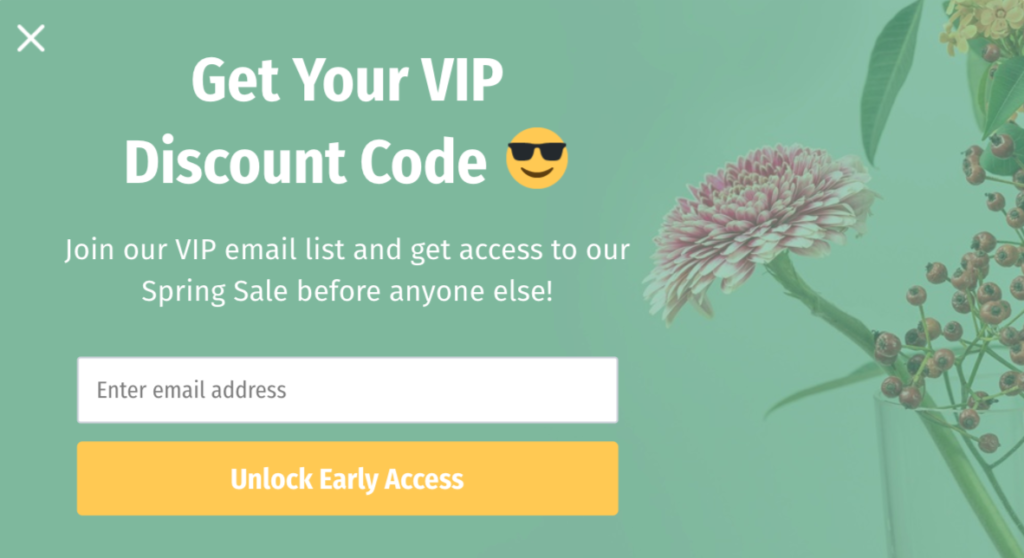 Get Your VIP
Discount Code 😎
Join our VIP email list and get access to our
Spring Sale before anyone else!
Enter email address
Unlock Early Access